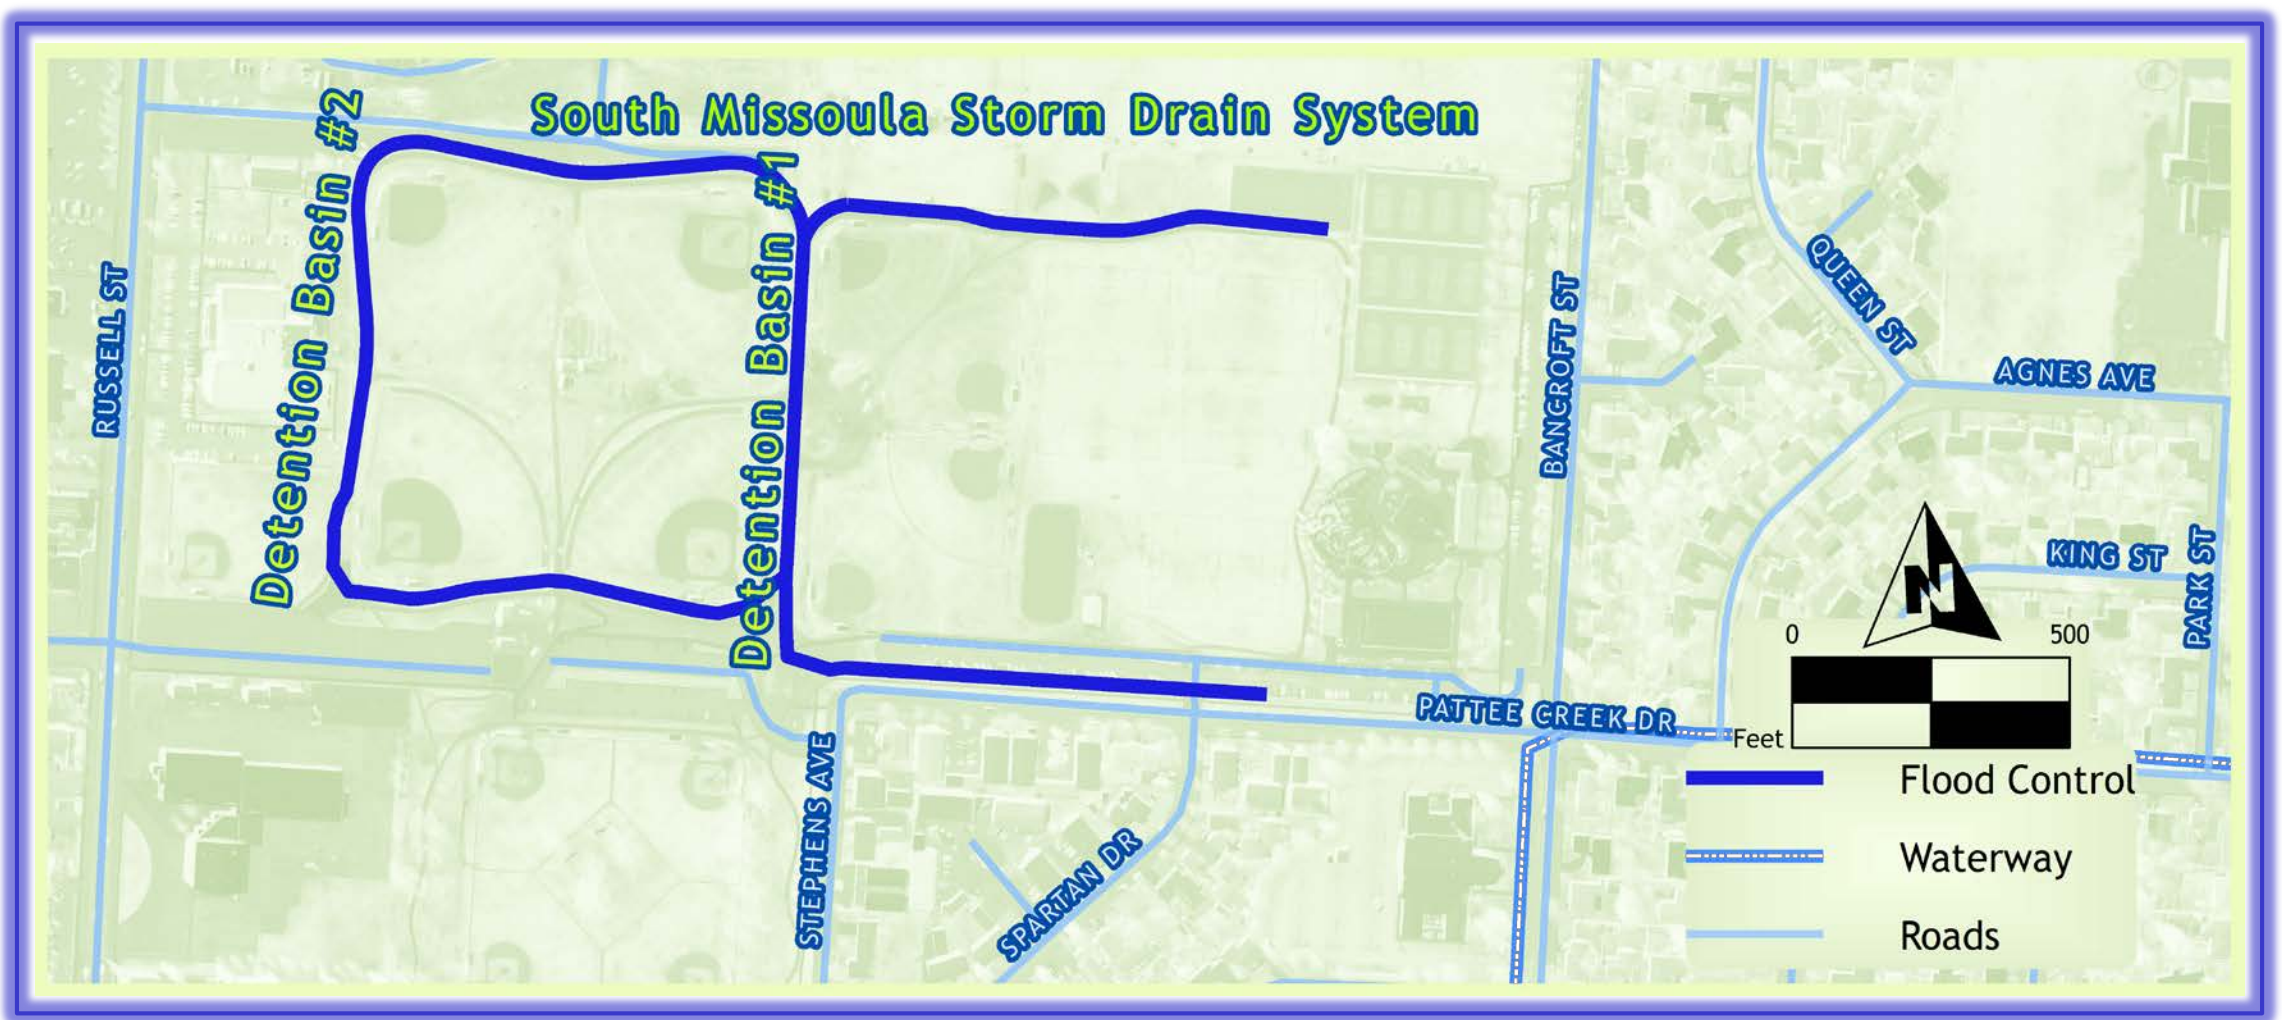 South Missoula Storm Drain System
Detention Basin #2
Detention Basin #1
RUSSELL ST
BANCROFT ST
QUEEN ST
AGNES AVE
KING ST
PARK ST
PATTEE CREEK DR
STEPHENS AVE
SPARTAN DR
N
0 500
Feet
Flood Control
Waterway
Roads